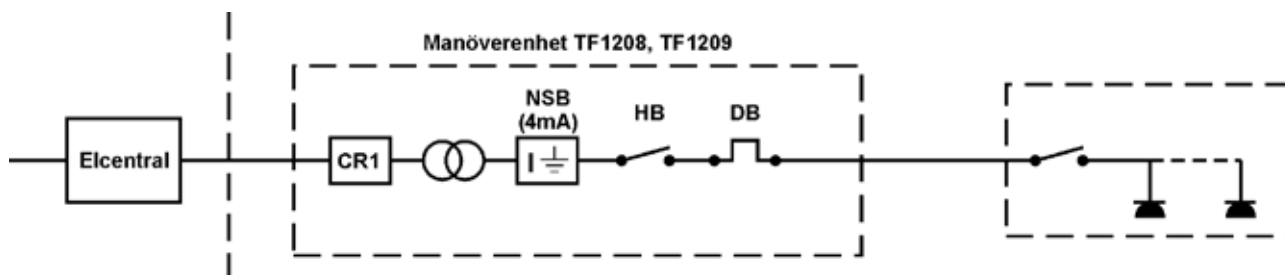 Manöverenhet TF1208, TF1209
NSB
(4mA)
HB
DB
Elcentral
CR1
I